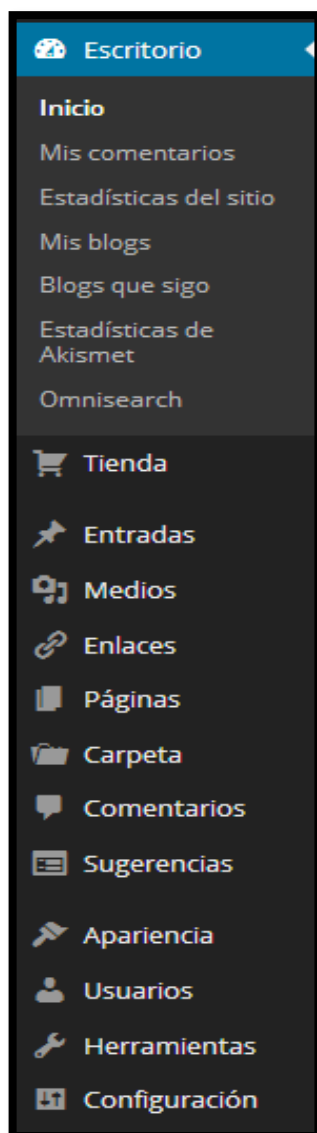 Escritorio
Inicio
Mis comentarios
Estadísticas del sitio
Mis blogs
Blogs que sigo
Estadísticas de
Akismet
Omnisearch
Tienda
Entradas
Medios
Enlaces
Páginas
Carpeta
Comentarios
Sugerencias
Apariencia
Usuarios
Herramientas
Configuración